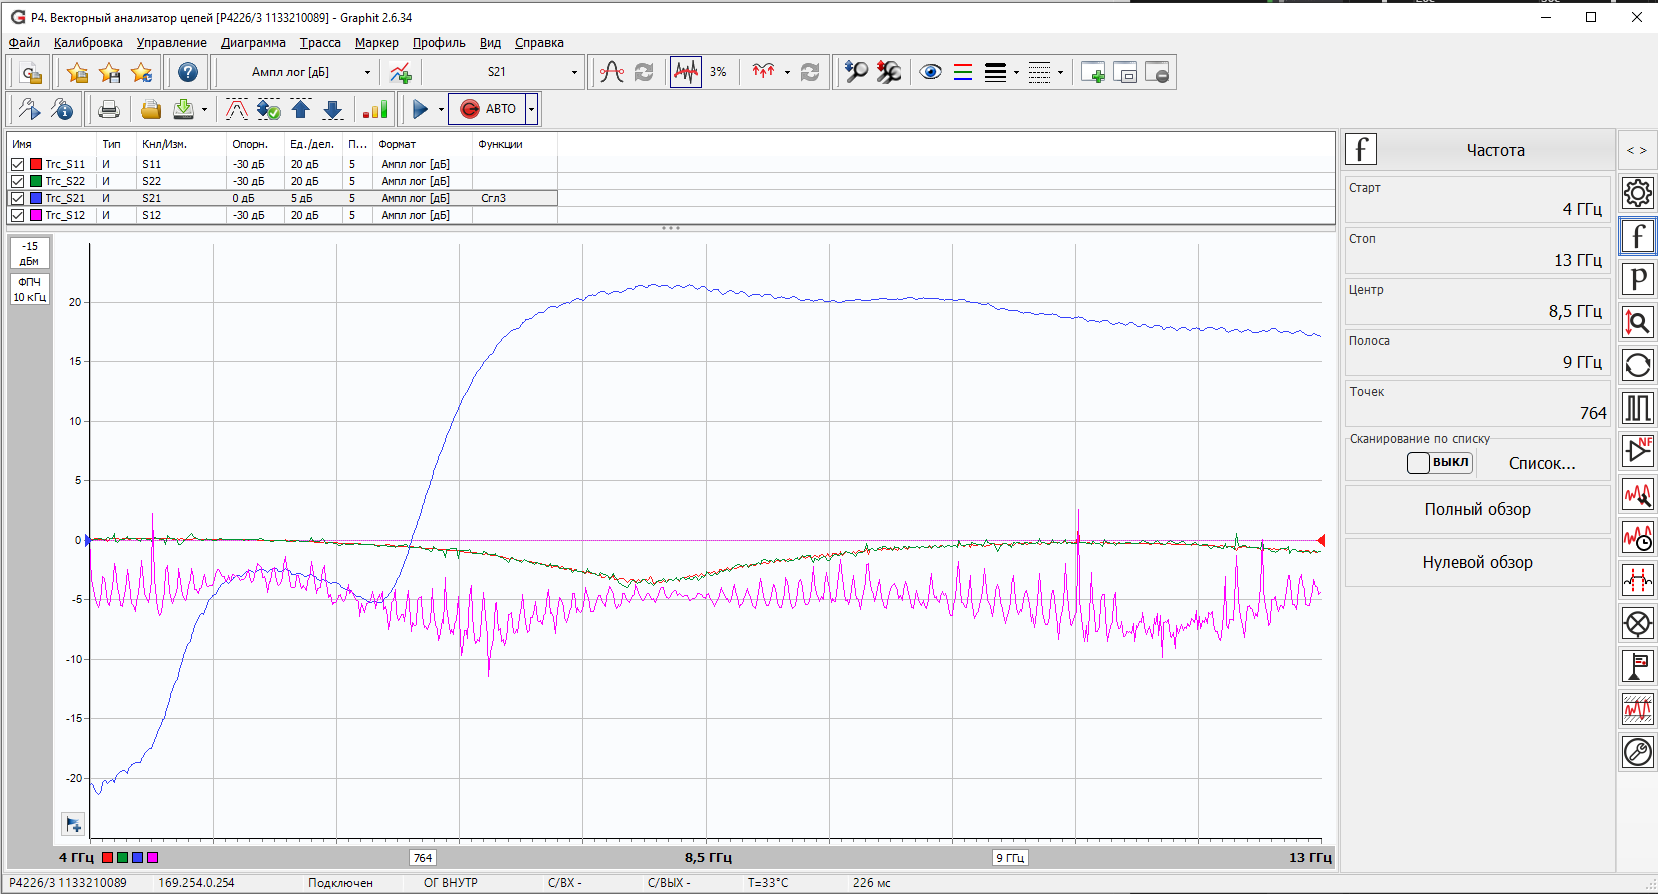 P4. Векторный анализатор цепей [P4226/3 1133210089] - Graphit 2.6.34
Файл Калибровка Управление Диаграмма Трасса Маркер Профиль Вид Справка
Ампл лог [дБ] S21 3%
АВТО
Имя Тип Кнл/Изм. Опорн. Ед./дел. П... Формат Функции
Trc_S11 И S11 -30 дБ 20 дБ 5 Ампл лог [дБ]
Trc_S22 И S22 -30 дБ 20 дБ 5 Ампл лог [дБ]
Trc_S21 И S21 0 дБ 5 дБ 5 Ампл лог [дБ] Сгл3
Trc_S12 И S12 -30 дБ 20 дБ 5 Ампл лог [дБ]
-15
дБм
ФПЧ
10 кГц
20
15
10
5
0
-5
-10
-15
-20
4 ГГц 764 8,5 ГГц 9 ГГц 13 ГГц
f Частота < >
Старт
4 ГГц
Стоп
13 ГГц
Центр
8,5 ГГц
Полоса
9 ГГц
Точек
764
Сканирование по списку
ВЫКЛ Список...
Полный обзор
Нулевой обзор
f
p
NF
P4226/3 1133210089 169.254.0.254 Подключен ОГ ВНУТР С/ВХ - С/ВЫХ - T=33°C 226 мс